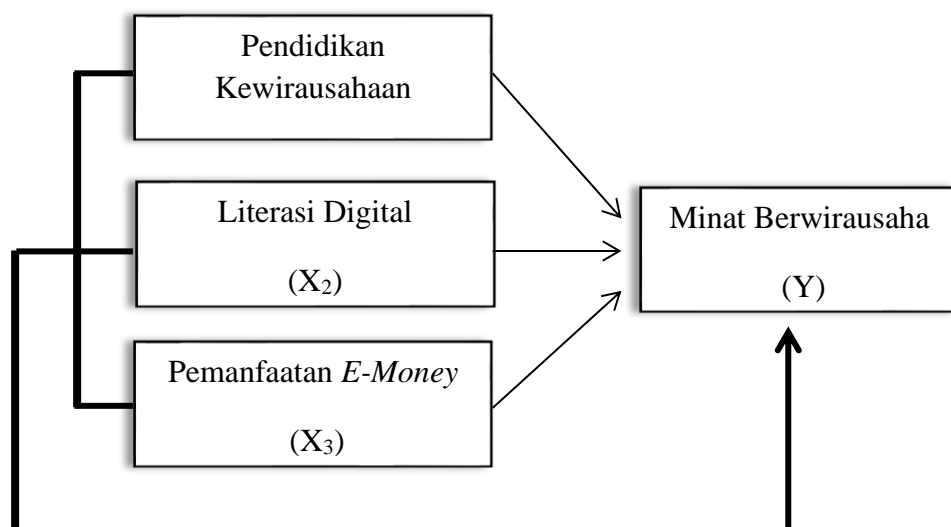 Pendidikan
Kewirausahaan
Literasi Digital
(X₂)
Pemanfaatan E-Money
(X₃)
Minat Berwirausaha
(Y)